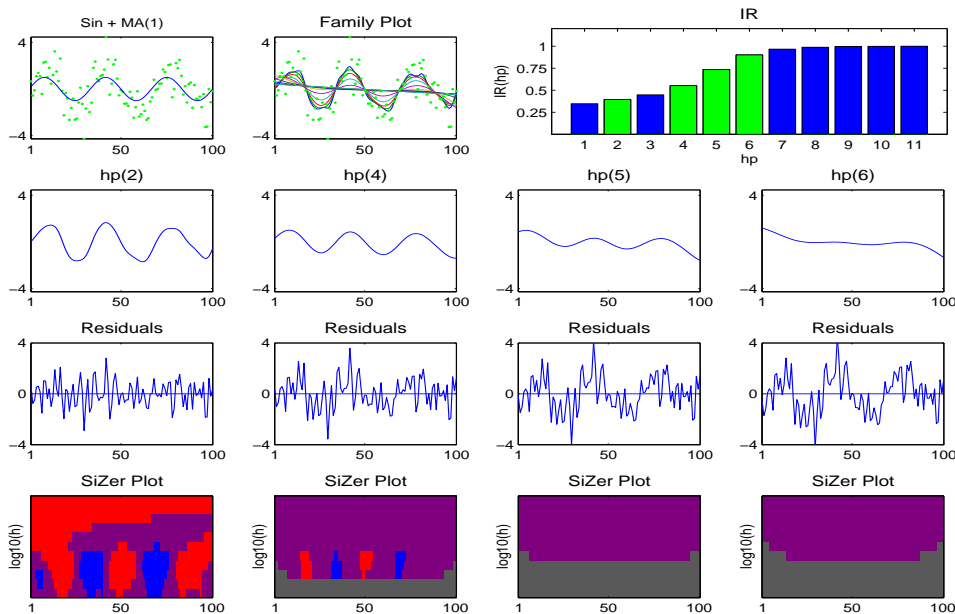 Sin + MA(1)
4
−4
1 50 100
Family Plot
4
−4
1 50 100
IR
IR(hp)
1
0.75
0.5
0.25
1 2 3 4 5 6 7 8 9 10 11
hp
hp(2)
4
−4
1 50 100
hp(4)
4
−4
1 50 100
hp(5)
4
−4
1 50 100
hp(6)
4
−4
1 50 100
Residuals
4
0
−4
1 50 100
Residuals
4
0
−4
1 50 100
Residuals
4
0
−4
1 50 100
Residuals
4
0
−4
1 50 100
SiZer Plot
log10(h)
1 50 100
SiZer Plot
log10(h)
1 50 100
SiZer Plot
log10(h)
1 50 100
SiZer Plot
log10(h)
1 50 100